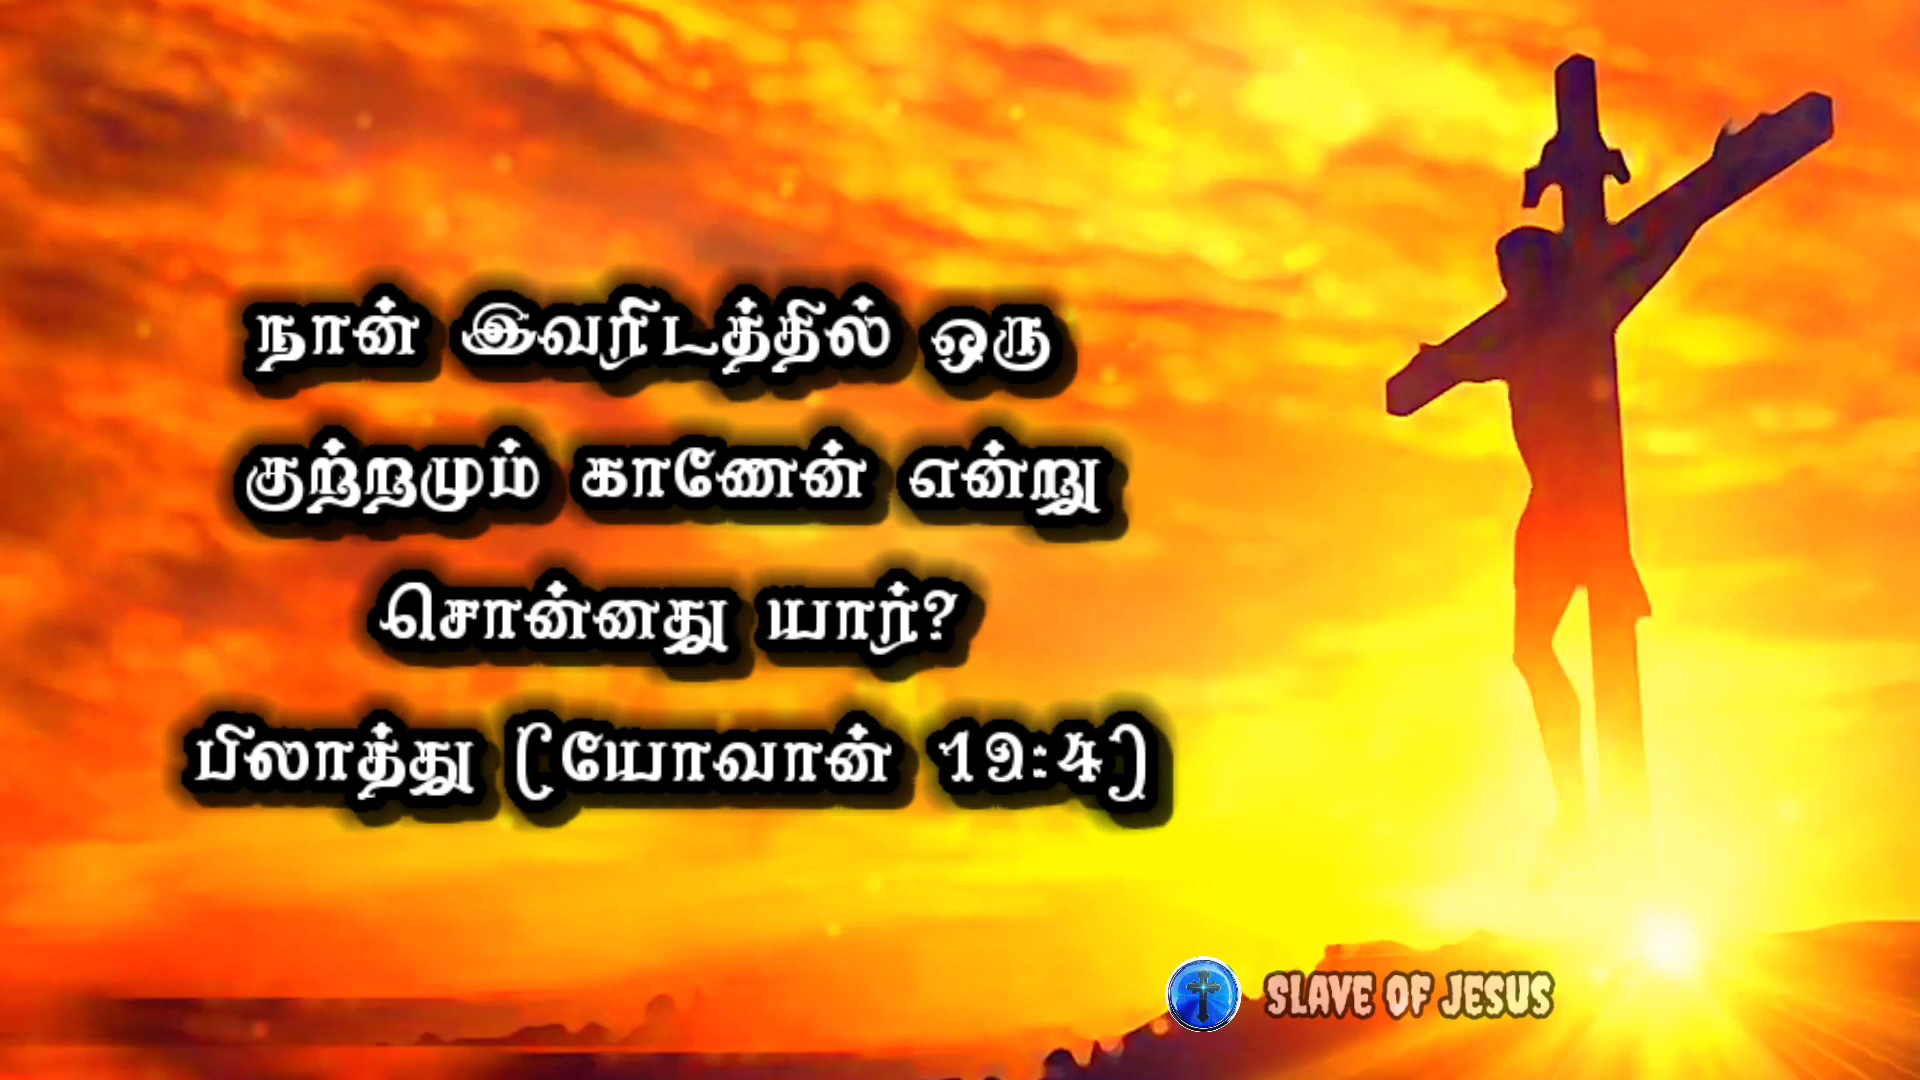 நான் இவரிடத்தில் ஒரு
குற்றமும் காணேன் என்று
சொன்னது யார்?
பிலாத்து (யோவான் 19:4)
SLAVE OF JESUS